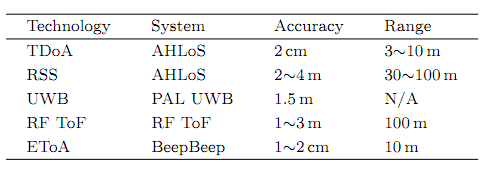 Technology System Accuracy Range
TDoA AHLoS 2 cm 3∼10 m
RSS AHLoS 2∼4 m 30∼100 m
UWB PAL UWB 1.5 m N/A
RF ToF RF ToF 1∼3 m 100 m
EToA BeepBeep 1∼2 cm 10 m